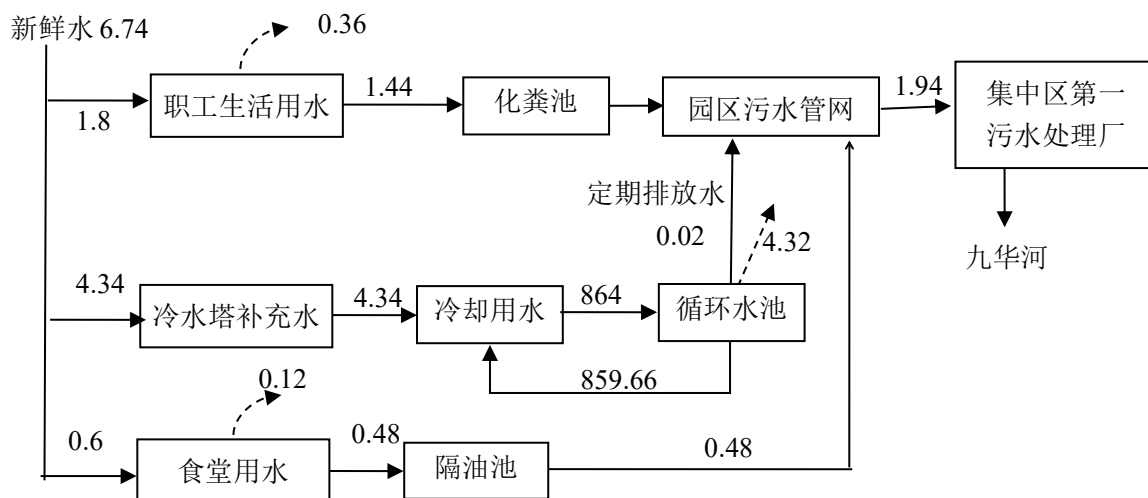 新鲜水 6.74
0.36
1.8
职工生活用水
1.44
化粪池
园区污水管网
1.94
集中区第一
污水处理厂
九华河
定期排放水
0.02
4.32
4.34
冷水塔补充水
4.34
冷却用水
864
循环水池
859.66
0.12
0.6
食堂用水
0.48
隔油池
0.48